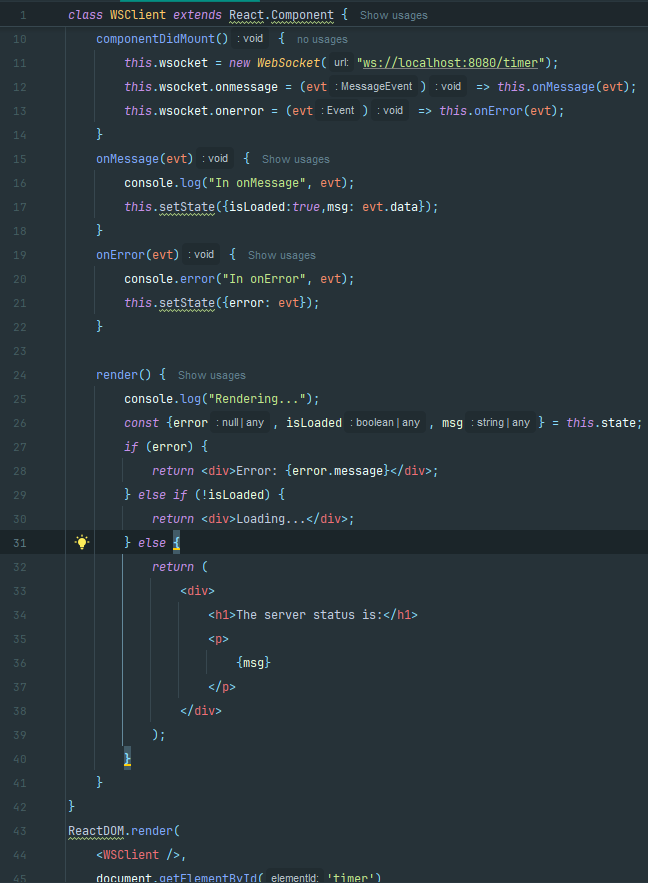 1 class WSClient extends React.Component { Show usages
10 componentDidMount() : void { no usages
11 this.wsocket = new WebSocket( url: "ws://localhost:8080/timer");
12 this.wsocket.onmessage = (evt : MessageEvent ) : void => this.onMessage(evt);
13 this.wsocket.onerror = (evt : Event ) : void => this.onError(evt);
14 }
15 onMessage(evt) : void { Show usages
16 console.log("In onMessage", evt);
17 this.setState({isLoaded:true,msg: evt.data});
18 }
19 onError(evt) : void { Show usages
20 console.error("In onError", evt);
21 this.setState({error: evt});
22 }
23
24 render() { Show usages
25 console.log("Rendering...");
26 const {error : null | any , isLoaded : boolean | any , msg : string | any } = this.state;
27 if (error) {
28 return <div>Error: {error.message}</div>;
29 } else if (!isLoaded) {
30 return <div>Loading...</div>;
31 } else {
32 return (
33 <div>
34 <h1>The server status is:</h1>
35 <p>
36 {msg}
37 </p>
38 </div>
39 );
40 }
41 }
42 }
43 ReactDOM.render(
44 <WSClient />,
45 document.getElementById( elementId: 'timer')